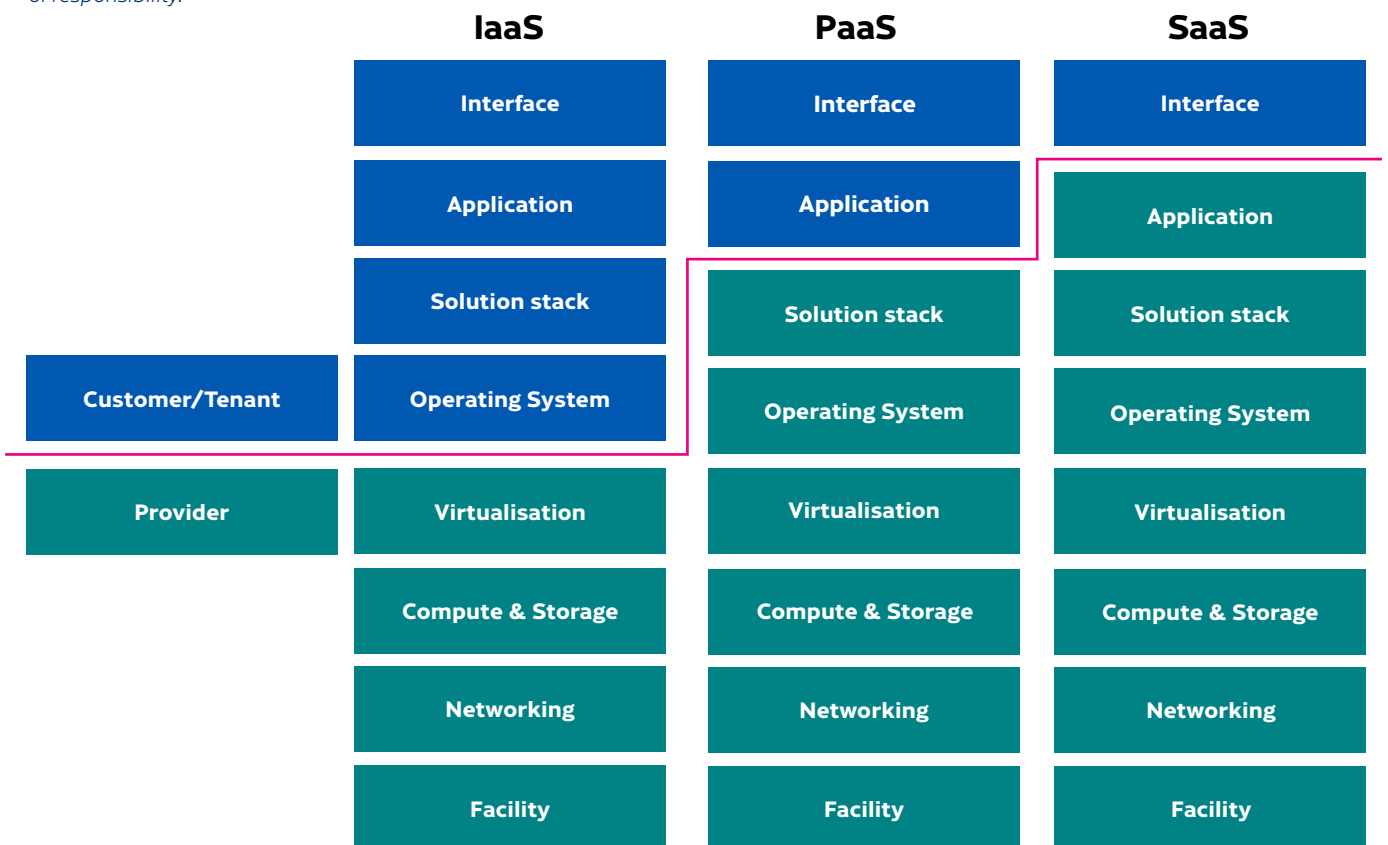 of responsibility.
IaaS PaaS SaaS
Interface Interface Interface
Application Application Application
Solution stack Solution stack Solution stack
Customer/Tenant Operating System Operating System Operating System
Provider Virtualisation Virtualisation Virtualisation
Compute & Storage Compute & Storage Compute & Storage
Networking Networking Networking
Facility Facility Facility